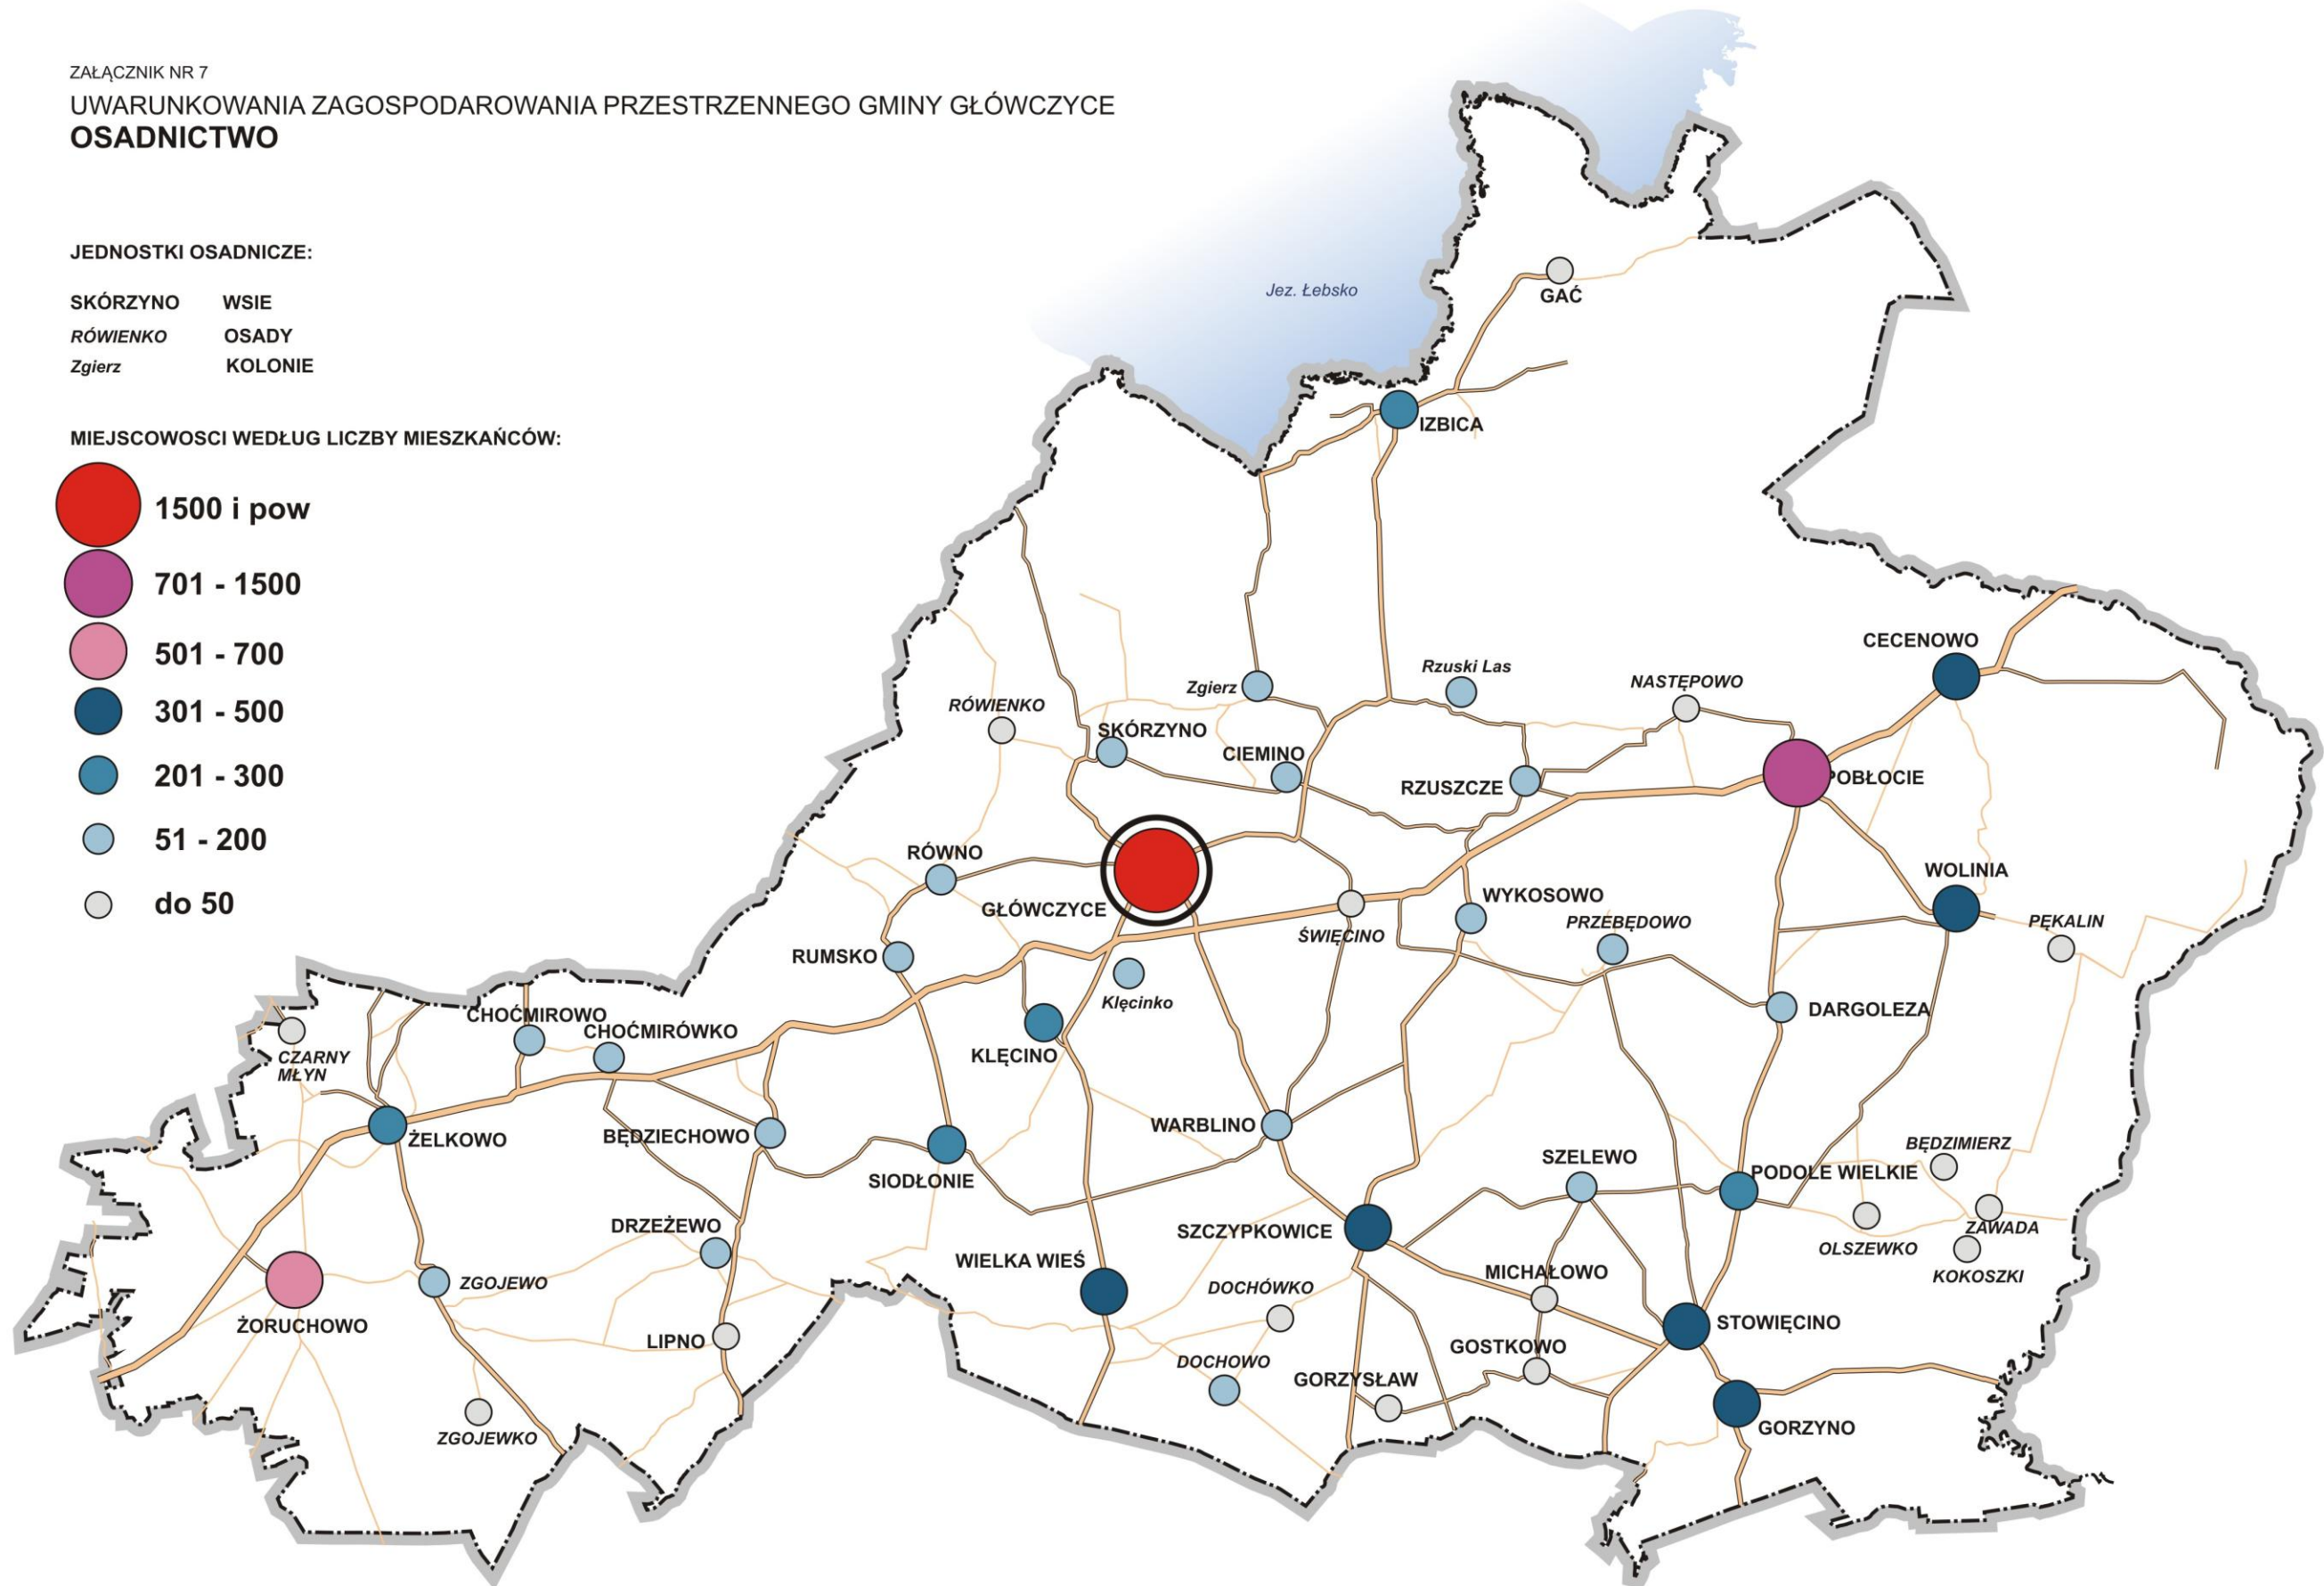 ZAŁĄCZNIK NR 7
UWARUNKOWANIA ZAGOSPODAROWANIA PRZESTRZENNEGO GMINY GŁÓWCZYCE
OSADNICTWO
JEDNOSTKI OSADNICZE:
SKÓRZYNO WSIE
RÓWIENKO OSADY
Zgierz KOLONIE
MIEJSCOWOSCI WEDŁUG LICZBY MIESZKAŃCÓW:
1500 i pow
701 - 1500
501 - 700
301 - 500
201 - 300
51 - 200
do 50
Jez. Łebsko
GAĆ
IZBICA
CECENOWO
Rzuski Las
NASTĘPOWO
Zgierz
RÓWIENKO
SKÓRZYNO
CIEMINO
RZUSZCZE
POBŁOCIE
RÓWNO
WOLINIA
GŁÓWCZYCE
WYKOSOWO
PRZEBĘDOWO
PĘKALIN
ŚWIĘCINO
RUMSKO
Klęcinko
DARGOLEZA
CHOĆMIROWO
CHOĆMIRÓWKO
KLĘCINO
CZARNY
MŁYN
WARBLINO
ŻELKOWO
BĘDZIECHOWO
BĘDZIMIERZ
SZELEWO
PODOLE WIELKIE
SIODŁONIE
DRZEŻEWO
SZCZYPKOWICE
ZAWADA
OLSZEWKO
WIELKA WIEŚ
MICHAŁOWO
KOKOSZKI
ZGOJEWO
DOCHÓWKO
ŻORUCHOWO
STOWIĘCINO
LIPNO
GOSTKOWO
DOCHOWO
GORZYSŁAW
GORZYNO
ZGOJEWKO